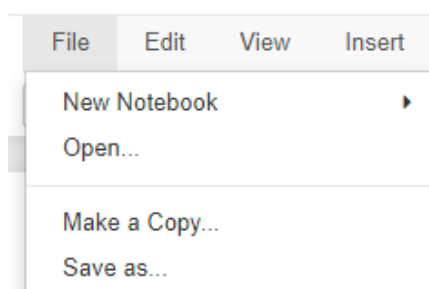 File Edit View Insert
New Notebook
Open...
Make a Copy...
Save as...